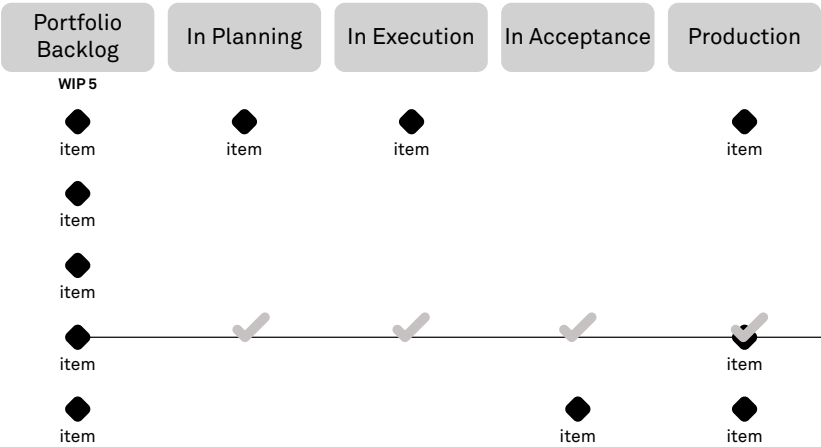 Portfolio
Backlog
In Planning
In Execution
In Acceptance
Production
WIP 5
item item item item
item
item
item item
item item item